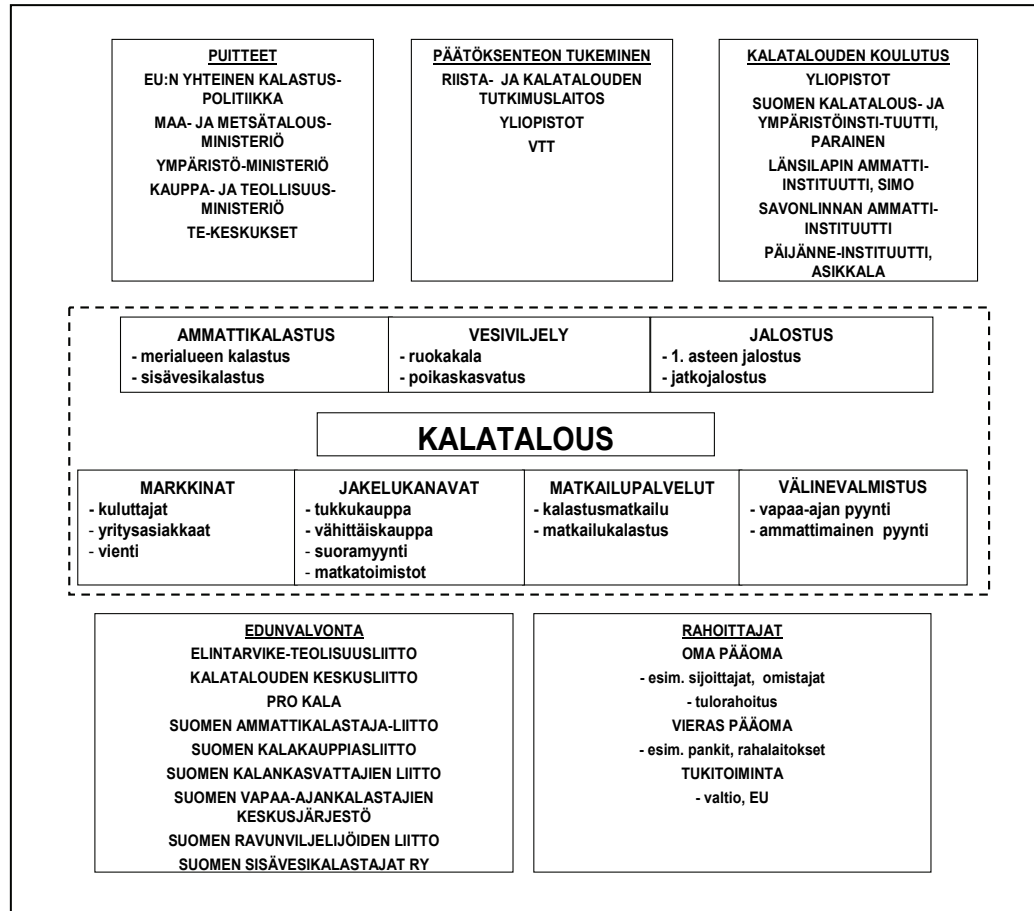 PUITTEET
EU:N YHTEINEN KALASTUS-
POLITIIKKA
MAA- JA METSÄTALOUS-
MINISTERIÖ
YMPÄRISTÖ-MINISTERIÖ
KAUPPA- JA TEOLLISUUS-
MINISTERIÖ
TE-KESKUKSET
PÄÄTÖKSENTEON TUKEMINEN
RIISTA- JA KALATALOUDEN
TUTKIMUSLAITOS
YLIOPISTOT
VTT
KALATALOUDEN KOULUTUS
YLIOPISTOT
SUOMEN KALATALOUS- JA
YMPÄRISTÖINSTI-TUUTTI,
PARAINEN
LÄNSILAPIN AMMATTI-
INSTITUUTTI, SIMO
SAVONLINNAN AMMATTI-
INSTITUUTTI
PÄIJÄNNE-INSTITUUTTI,
ASIKKALA
AMMATTIKALASTUS
- merialueen kalastus
- sisävesikalastus
VESIVILJELY
- ruokakala
- poikaskasvatus
JALOSTUS
- 1. asteen jalostus
- jatkojalostus
KALATALOUS
MARKKINAT
- kuluttajat
- yritysasiakkaat
- vienti
JAKELUKANAVAT
- tukkukauppa
- vähittäiskauppa
- suoramyynti
- matkatoimistot
MATKAILUPALVELUT
- kalastusmatkailu
- matkailukalastus
VÄLINEVALMISTUS
- vapaa-ajan pyynti
- ammattimainen pyynti
EDUNVALVONTA
ELINTARVIKE-TEOLISUUSLIITTO
KALATALOUDEN KESKUSLIITTO
PRO KALA
SUOMEN AMMATTIKALASTAJA-LIITTO
SUOMEN KALAKAUPPIASLIITTO
SUOMEN KALANKASVATTAJIEN LIITTO
SUOMEN VAPAA-AJANKALASTAJIEN
KESKUSJÄRJESTÖ
SUOMEN RAVUNVILJELIJÖIDEN LIITTO
SUOMEN SISÄVESIKALASTAJAT RY
RAHOITTAJAT
OMA PÄÄOMA
- esim. sijoittajat, omistajat
- tulorahoitus
VIERAS PÄÄOMA
- esim. pankit, rahalaitokset
TUKITOIMINTA
- valtio, EU